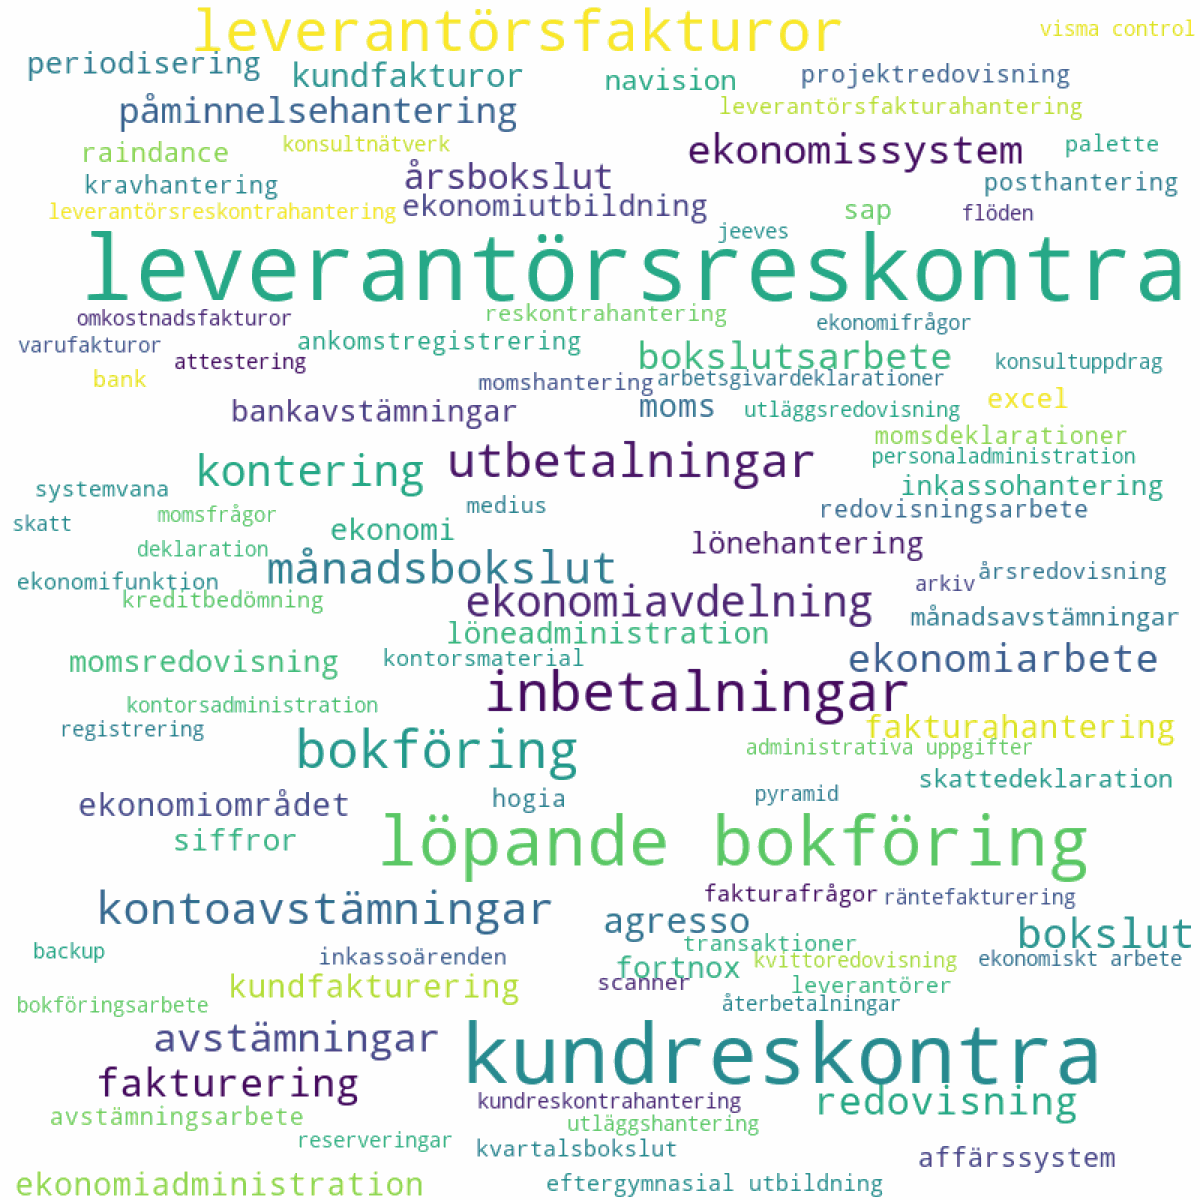 leverantörsfakturor
visma control
periodisering
kundfakturor
navision
projektredovisning
påminnelsehantering
leverantörsfakturahantering
raindance
konsultnätverk
ekonomissystem
palette
kravhantering
årsbokslut
posthantering
leverantörsreskontrahantering
ekonomiutbildning
sap
flöden
jeeves
leverantörsreskontra
omkostnadsfakturor
reskontrahantering
ekonomifrågor
varufakturor
attestering
ankomstregistrering
bokslutsarbete
konsultuppdrag
bank
momshantering
arbetsgivardeklarationer
bankavstämningar
moms
utläggsredovisning
excel
momsdeklarationer
kontering
utbetalningar
personaladministration
systemvana
inkassohantering
skatt
momsfrågor
medius
redovisningsarbete
ekonomi
deklaration
lönehantering
ekonomifunktion
månadsbokslut
arkiv
årsredovisning
kreditbedömning
ekonomiavdelning
månadsavstämningar
löneadministration
momsredovisning
kontorsmaterial
ekonomiarbete
inbetalningar
kontorsadministration
registrering
fakturahantering
bokföring
administrativa uppgifter
skattedeklaration
ekonomiområdet
hogia
pyramid
siffror
löpande bokföring
kontoavstämningar
fakturafrågor
räntefakturering
agresso
bokslut
backup
inkassoärenden
transaktioner
fortnox
kvittoredovisning
ekonomiskt arbete
kundfakturering
scanner
leverantörer
bokföringsarbete
återbetalningar
avstämningar
kundreskontra
fakturering
kundreskontrahantering
redovisning
avstämningsarbete
utläggshantering
reserveringar
kvartalsbokslut
affärssystem
ekonomiadministration
eftergymnasial utbildning